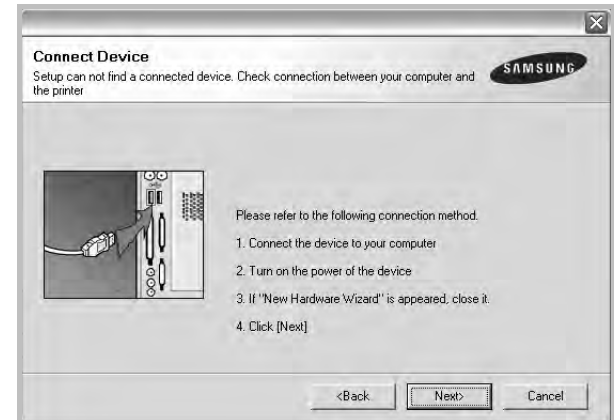 Connect Device
Setup can not find a connected device. Check connection between your computer and
the printer
SAMSUNG
Please refer to the following connection method.
1. Connect the device to your computer
2. Turn on the power of the device
3. If "New Hardware Wizard" is appeared, close it.
4. Click [Next]
<Back
Next>
Cancel